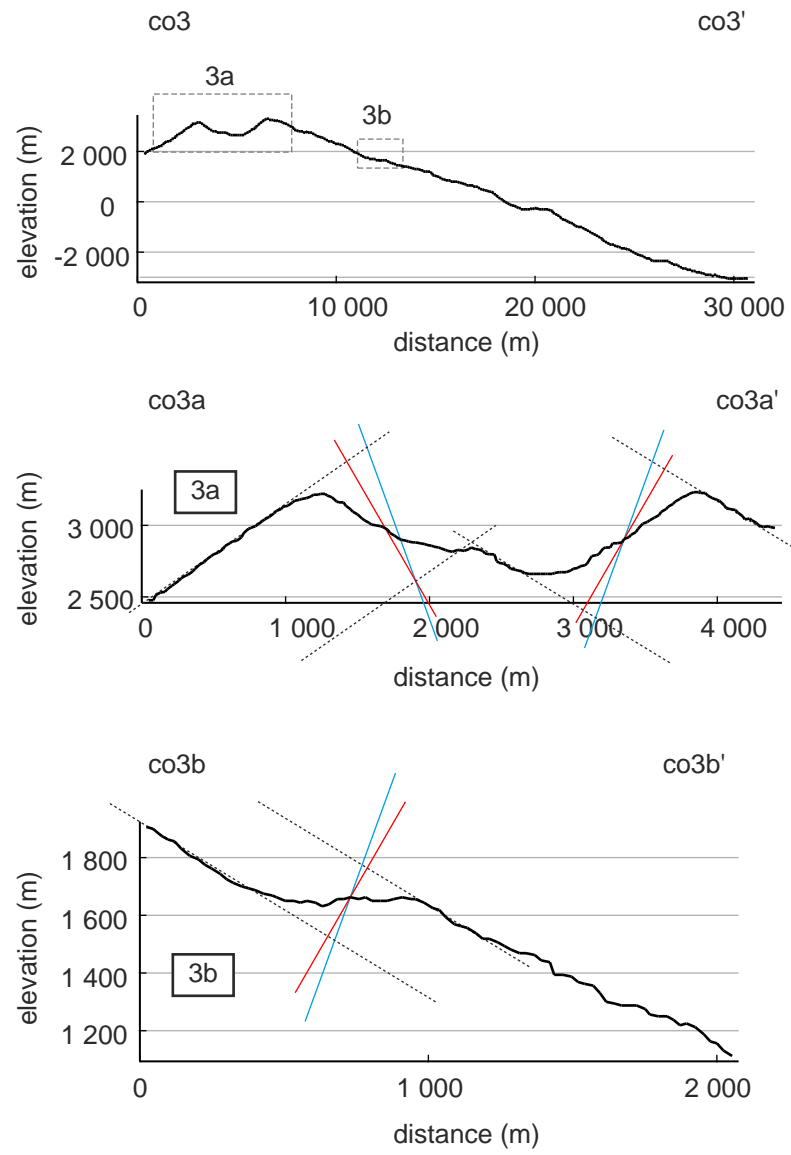 co3 co3'
3a
3b
elevation (m)
2 000
0
-2 000
0 10 000 20 000 30 000
distance (m)
co3a co3a'
3a
elevation (m)
3 000
2 500
0 1 000 2 000 3 000 4 000
distance (m)
co3b co3b'
elevation (m)
1 800
1 600
1 400
1 200
3b
0 1 000 2 000
distance (m)